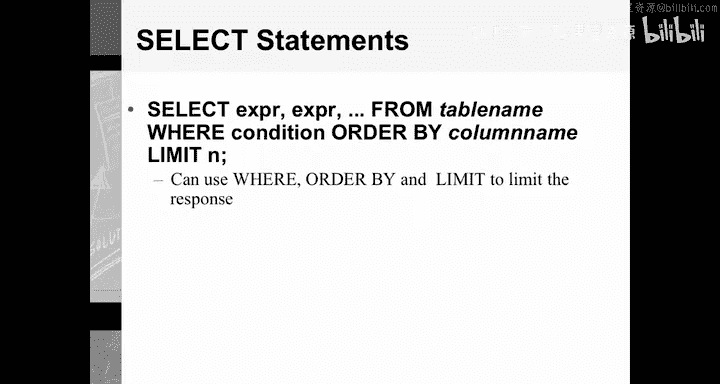 SELECT Statements
• SELECT expr, expr, ... FROM tablename
WHERE condition ORDER BY columnname
LIMIT n;
– Can use WHERE, ORDER BY and LIMIT to limit the
response
bilibili